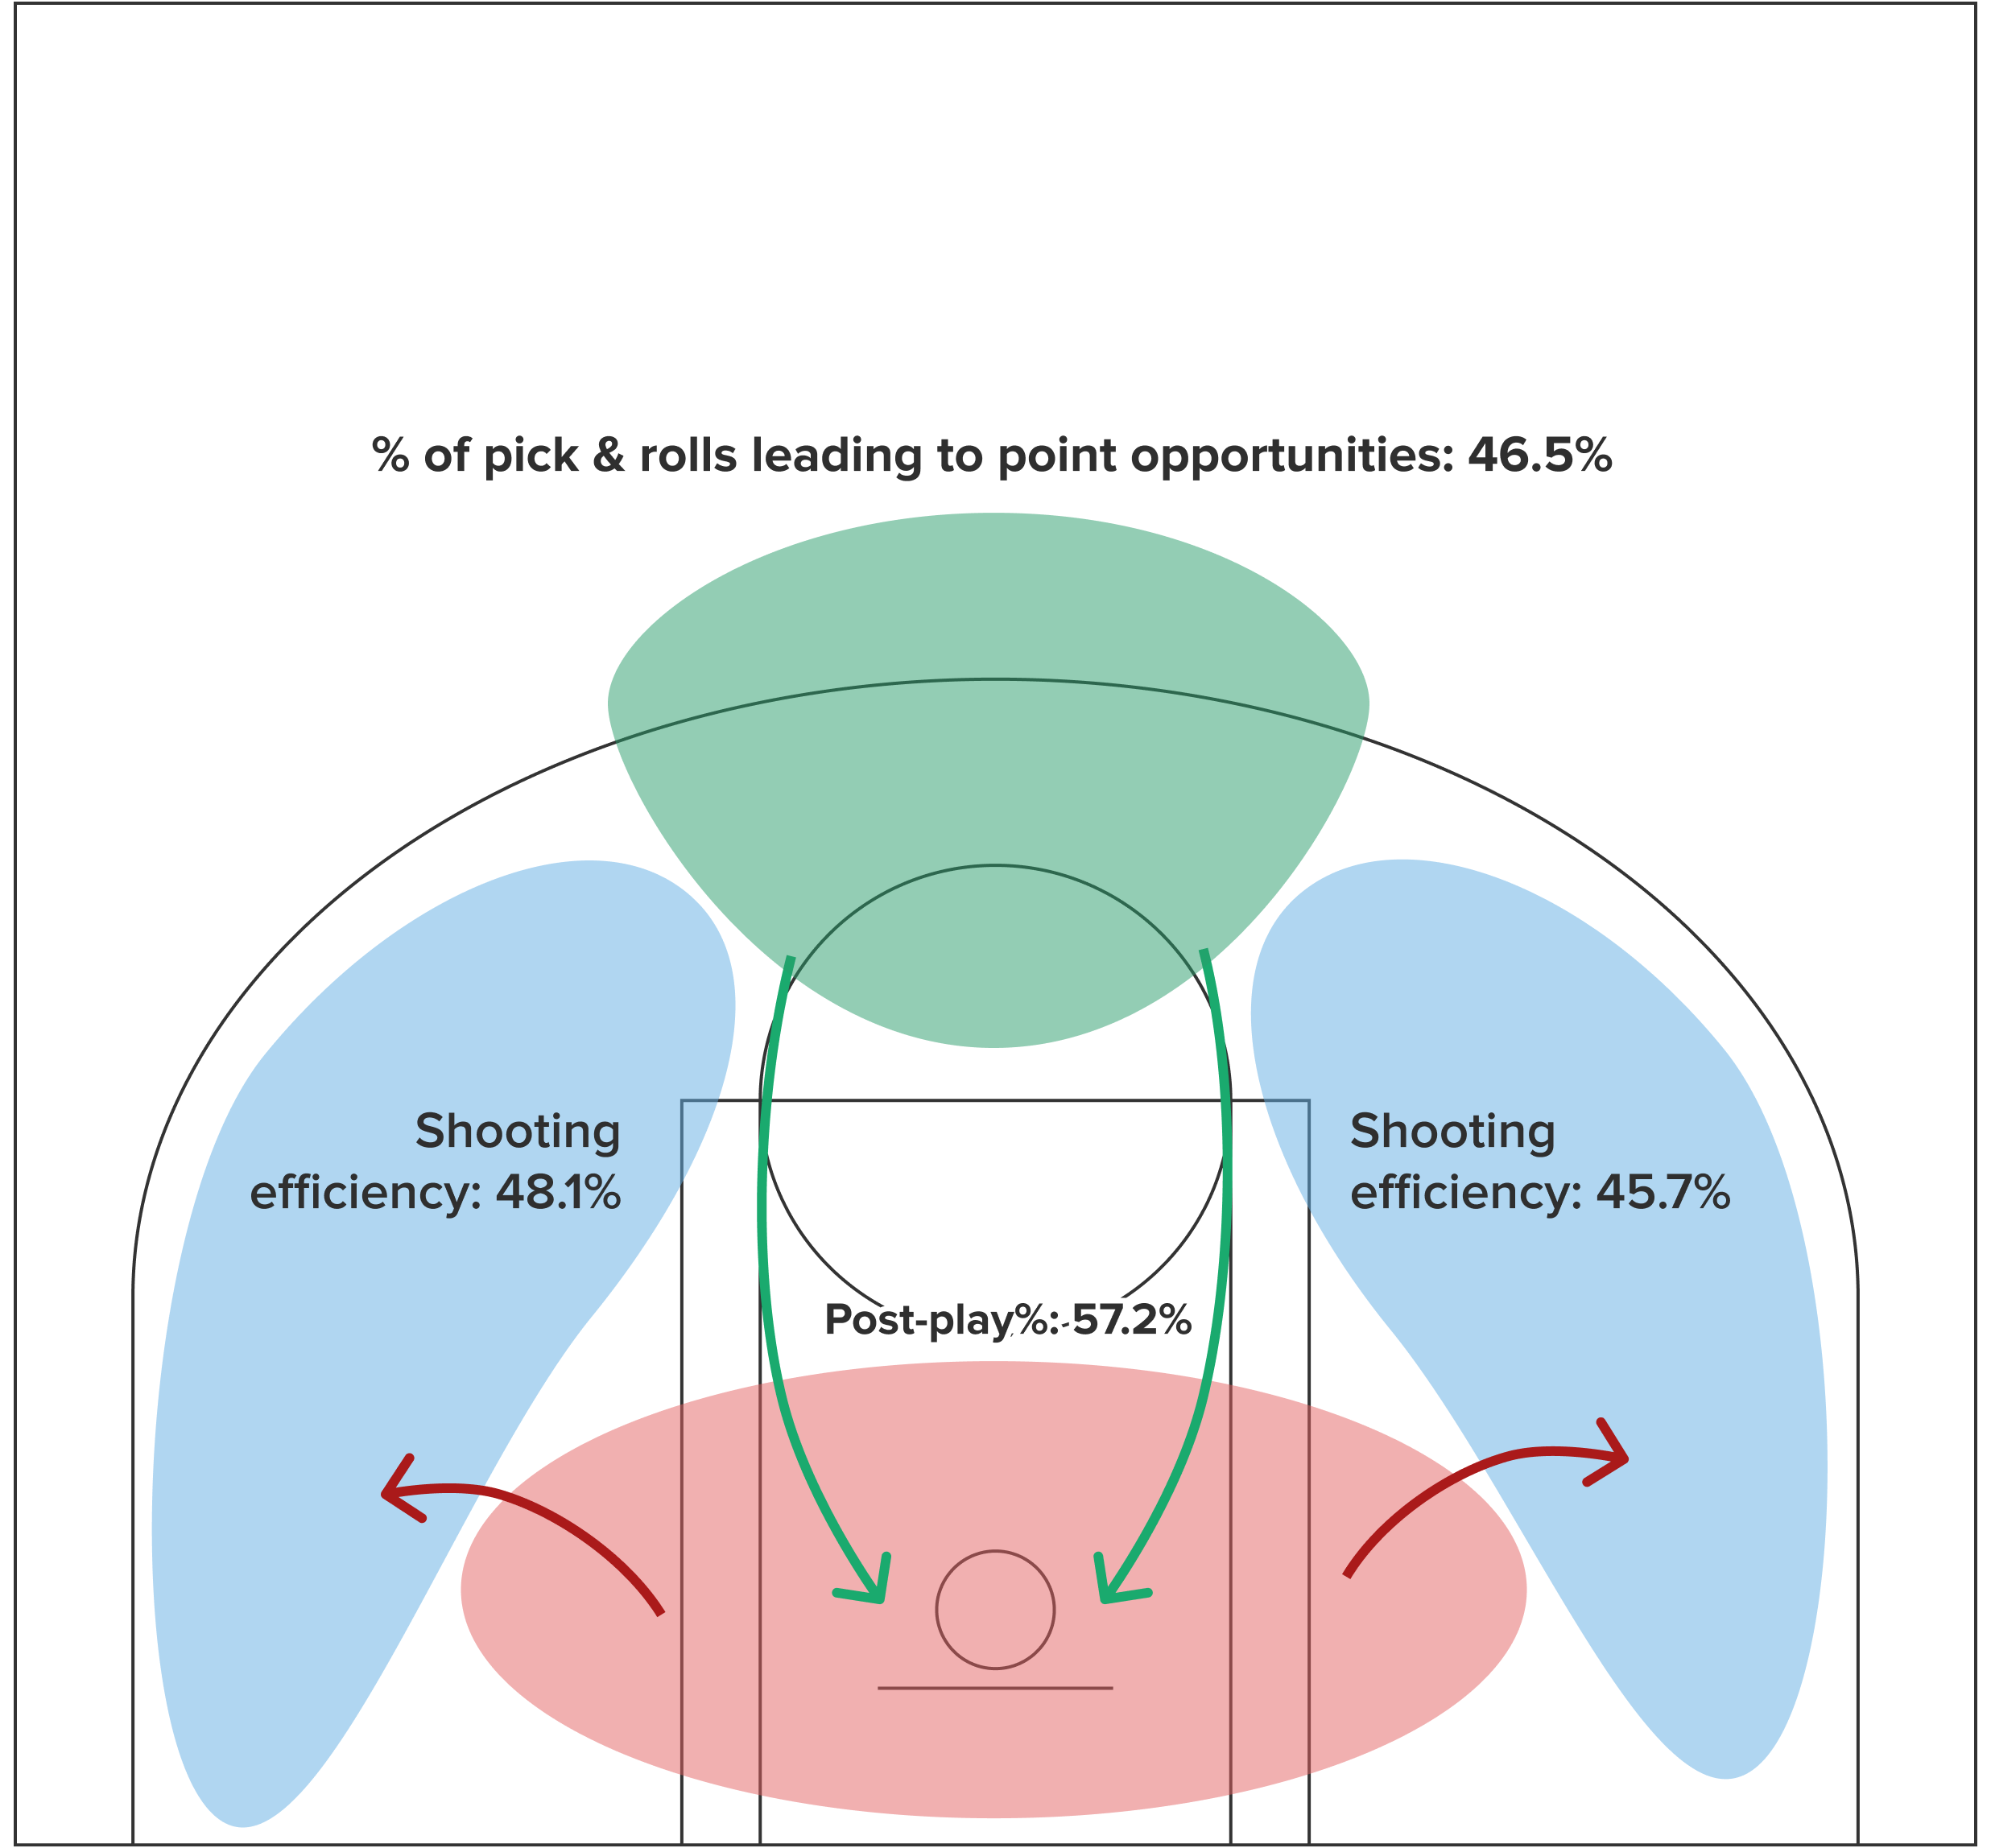 % of pick & rolls leading to point opportunities: 46.5%
Shooting
efficiency: 48.1%
Shooting
efficiency: 45.7%
Post-play%: 57.2%